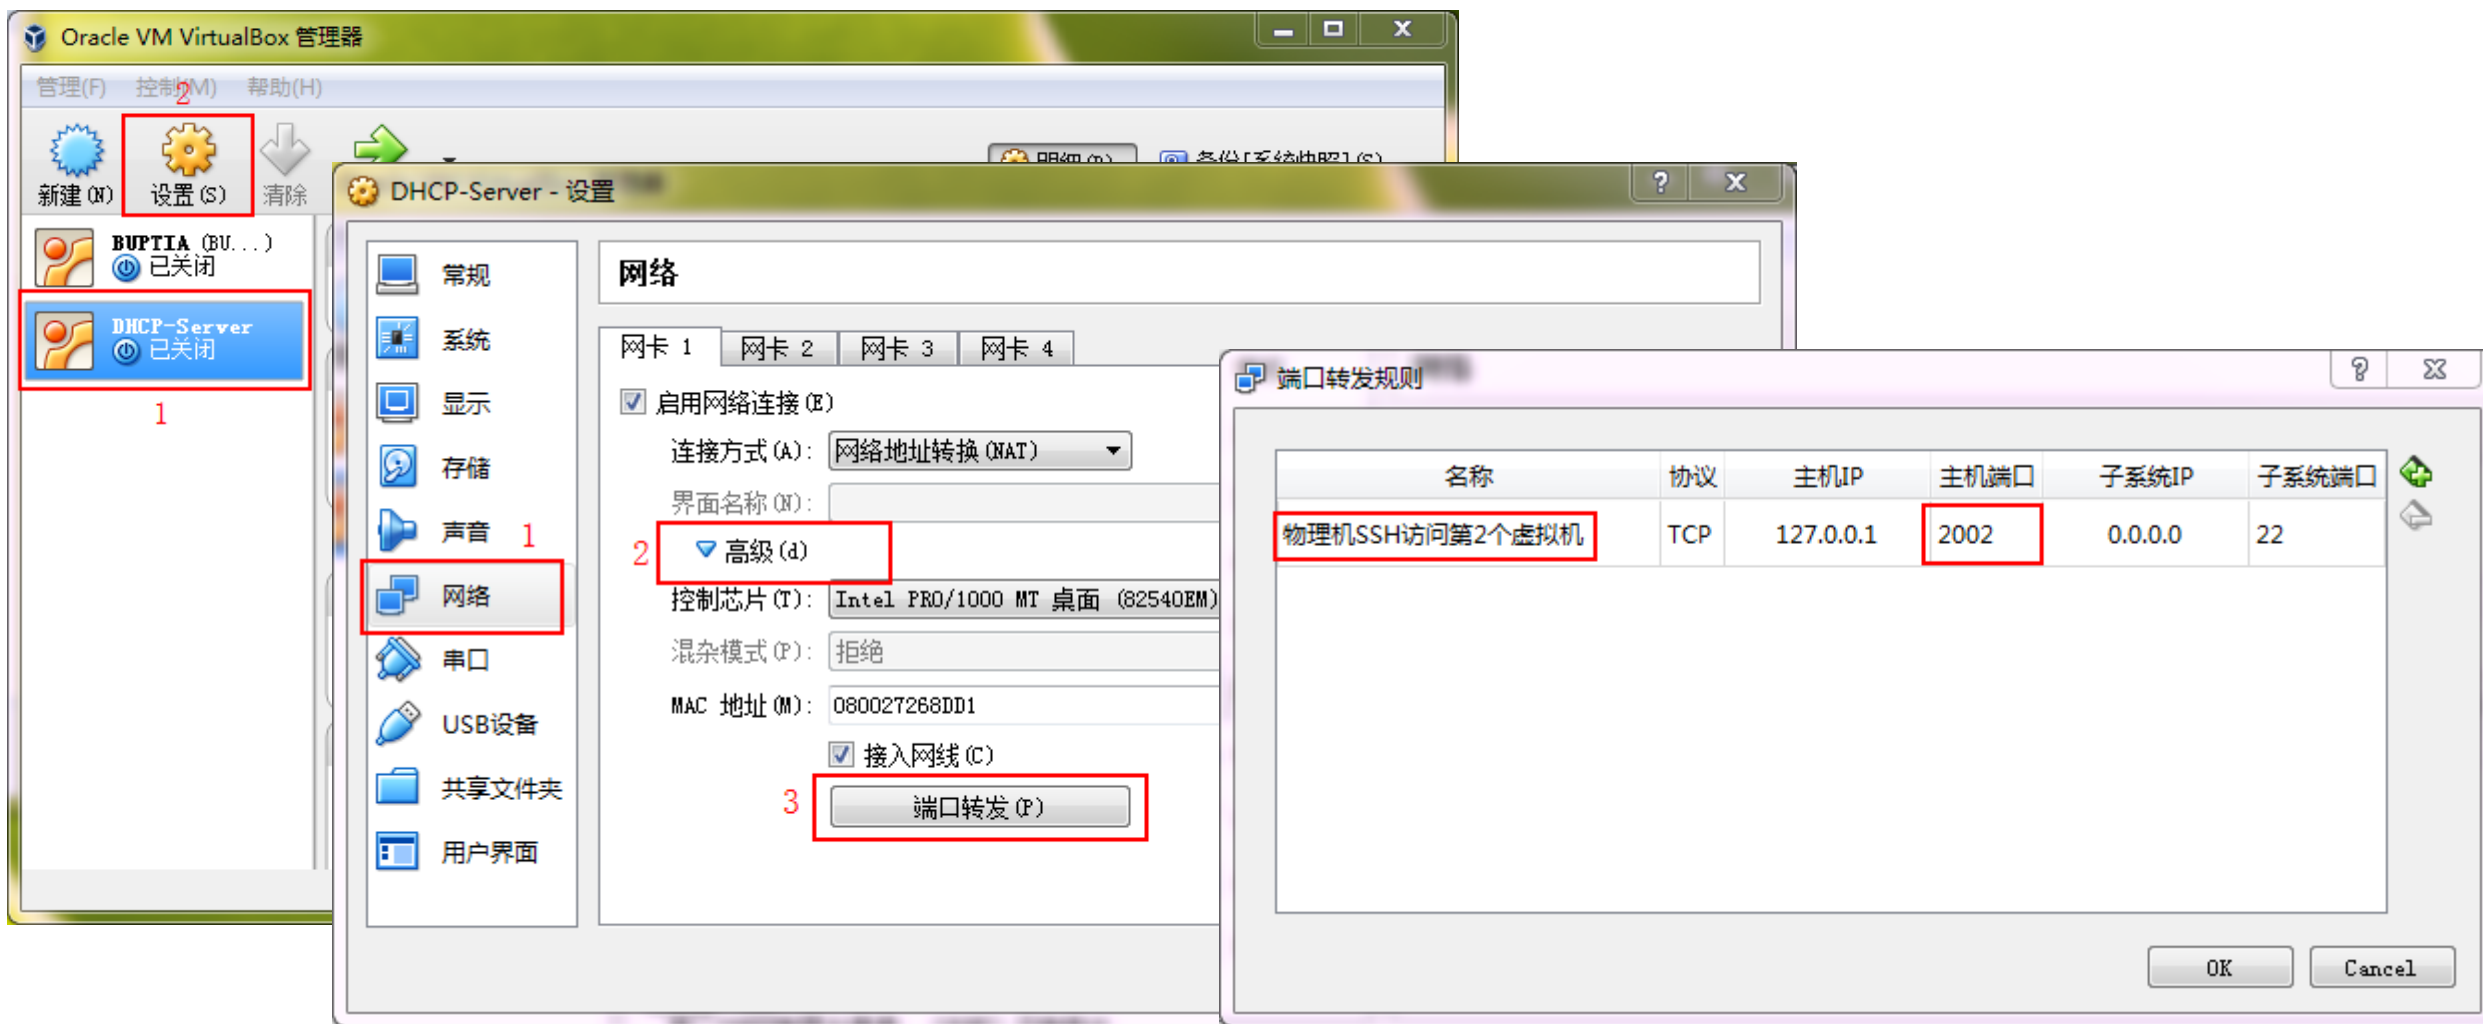 Oracle VM VirtualBox 管理器
管理(F) 控制(M) 帮助(H)
2
新建(N) 设置(S) 清除
明细(D) 备份[系统快照](S)
BUPTIA (BU...)
已关闭
DHCP-Server
已关闭
1
DHCP-Server - 设置
常规
系统
显示
存储
声音
1
网络
串口
USB设备
共享文件夹
用户界面
网络
网卡 1 网卡 2 网卡 3 网卡 4
启用网络连接(E)
连接方式(A): 网络地址转换(NAT)
界面名称(N):
2 高级(d)
控制芯片(T): Intel PRO/1000 MT 桌面 (82540EM)
混杂模式(P): 拒绝
MAC 地址(M): 080027268DD1
接入网线(C)
3 端口转发(P)
端口转发规则
名称 协议 主机IP 主机端口 子系统IP 子系统端口
物理机SSH访问第2个虚拟机 TCP 127.0.0.1 2002 0.0.0.0 22
OK Cancel